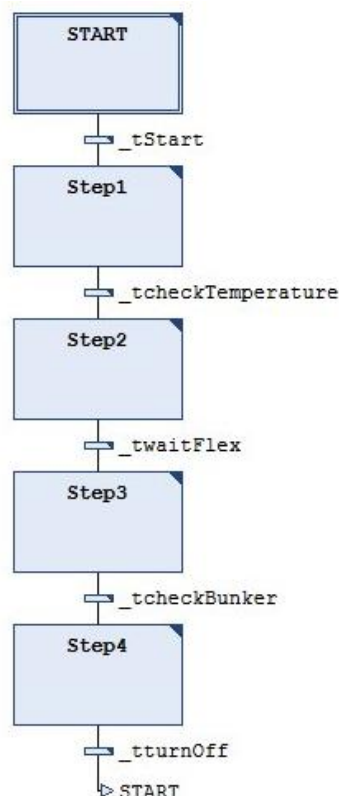 START
_tStart
Step1
_tcheckTemperature
Step2
_twaitFlex
Step3
_tcheckBunker
Step4
_tturnOff
START